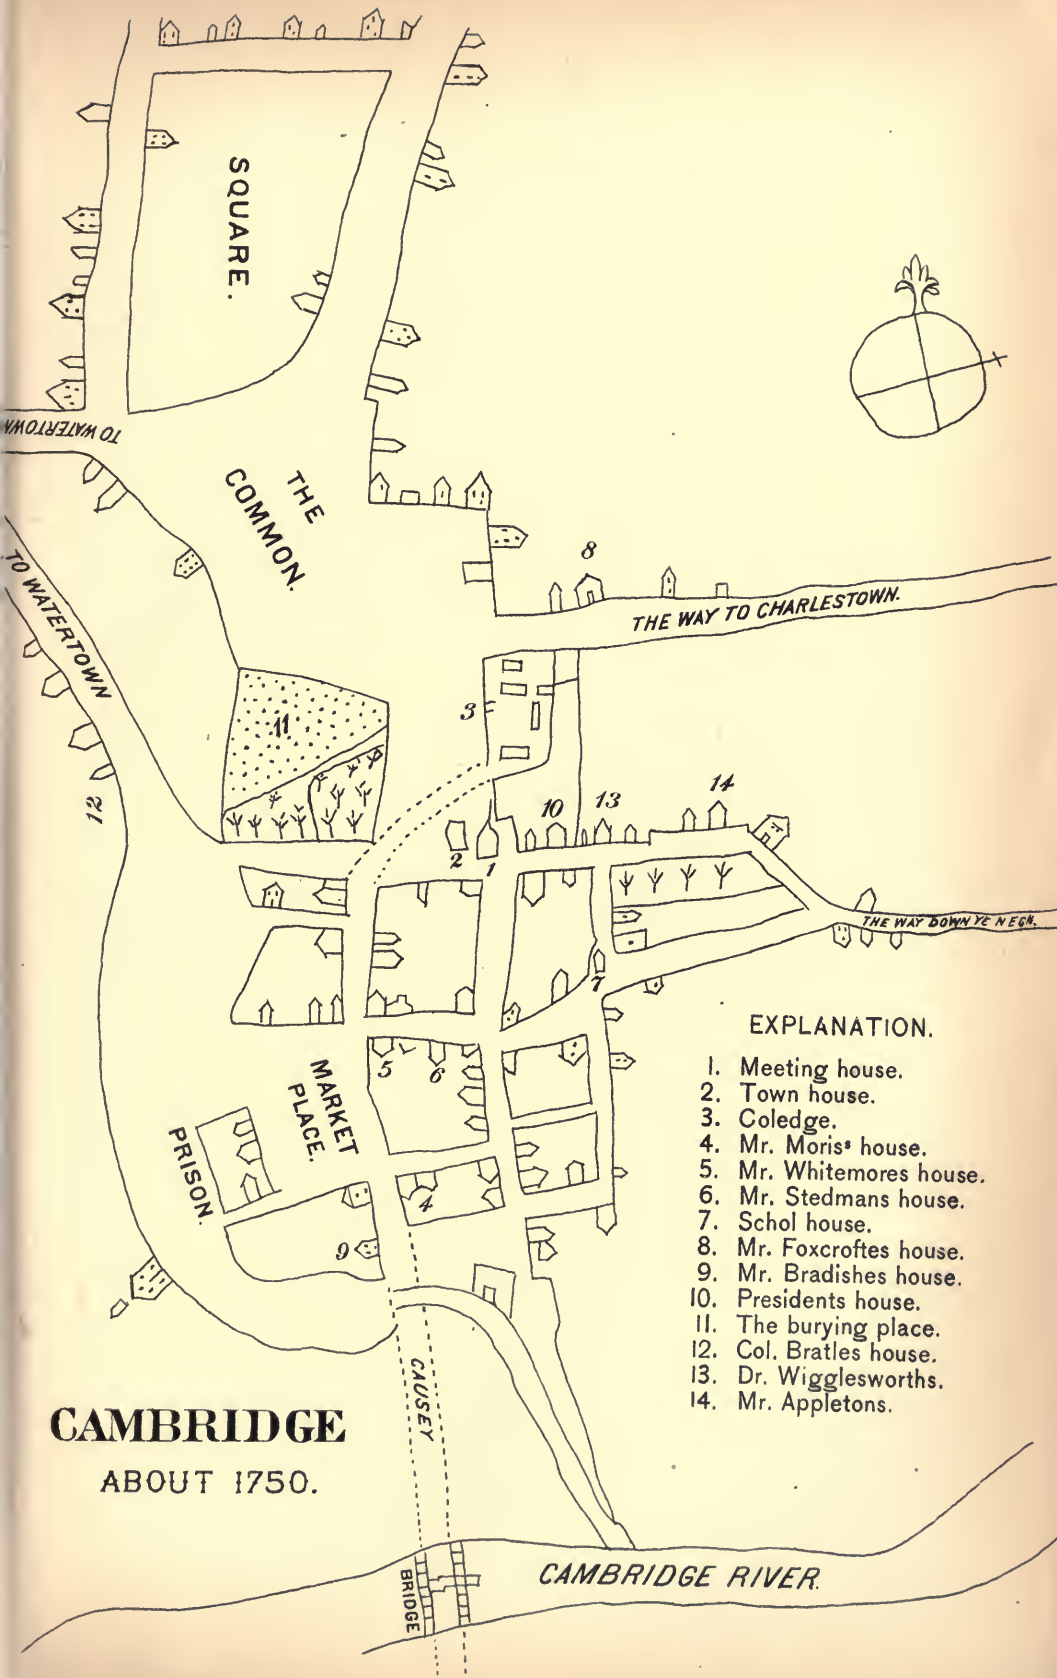 SQUARE.
TO WATERTOWN
THE
COMMON.
8
TO WATERTOWN
THE WAY TO CHARLESTOWN.
3
11
12
14
13
10
2
1
THE WAY DOWN YE NECK.
7
5
6
MARKET
PLACE.
PRISON.
4
9
EXPLANATION.
1. Meeting house.
2. Town house.
3. Coledge.
4. Mr. Moris⁸ house.
5. Mr. Whitemores house.
6. Mr. Stedmans house.
7. Schol house.
8. Mr. Foxcroftes house.
9. Mr. Bradishes house.
10. Presidents house.
11. The burying place.
12. Col. Bratles house.
13. Dr. Wigglesworths.
14. Mr. Appletons.
CAUSEY
CAMBRIDGE
ABOUT 1750.
BRIDGE
CAMBRIDGE RIVER.